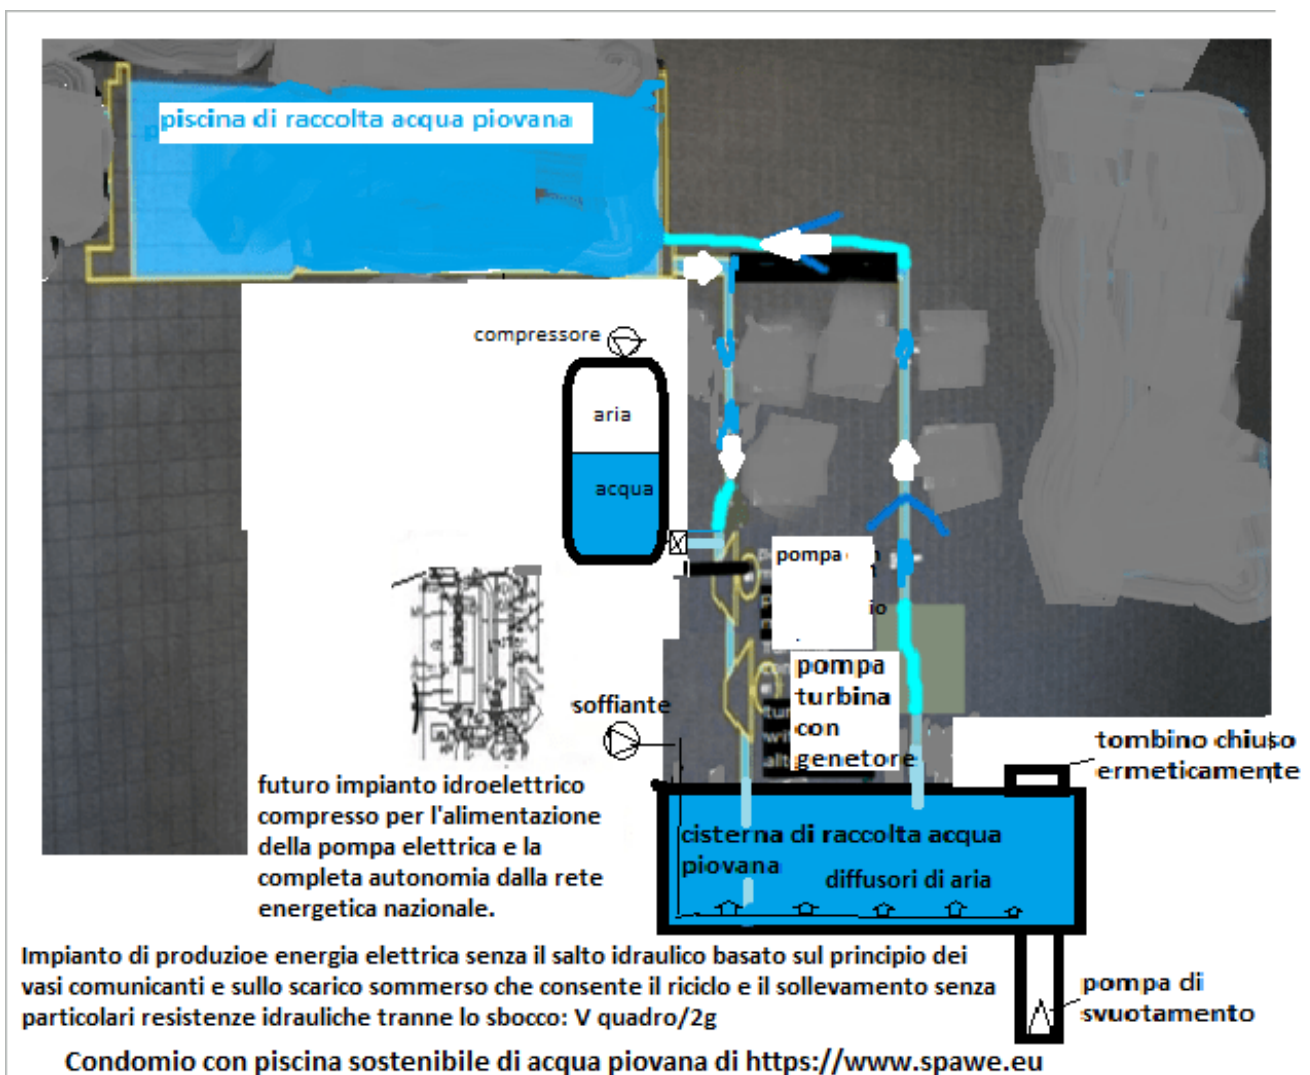 piscina di raccolta acqua piovana
compressore
aria
acqua
pompa
io
pompa
turbina
con
genetore
soffiante
tombino chiuso
ermeticamente
futuro impianto idroelettrico
compresso per l'alimentazione
della pompa elettrica e la
completa autonomia dalla rete
energetica nazionale.
cisterna di raccolta acqua
piovana
diffusori di aria
Impianto di produzioe energia elettrica senza il salto idraulico basato sul principio dei
vasi comunicanti e sullo scarico sommerso che consente il riciclo e il sollevamento senza
particolari resistenze idrauliche tranne lo sbocco: V quadro/2g
pompa di
svuotamento
Condomio con piscina sostenibile di acqua piovana di https://www.spawe.eu